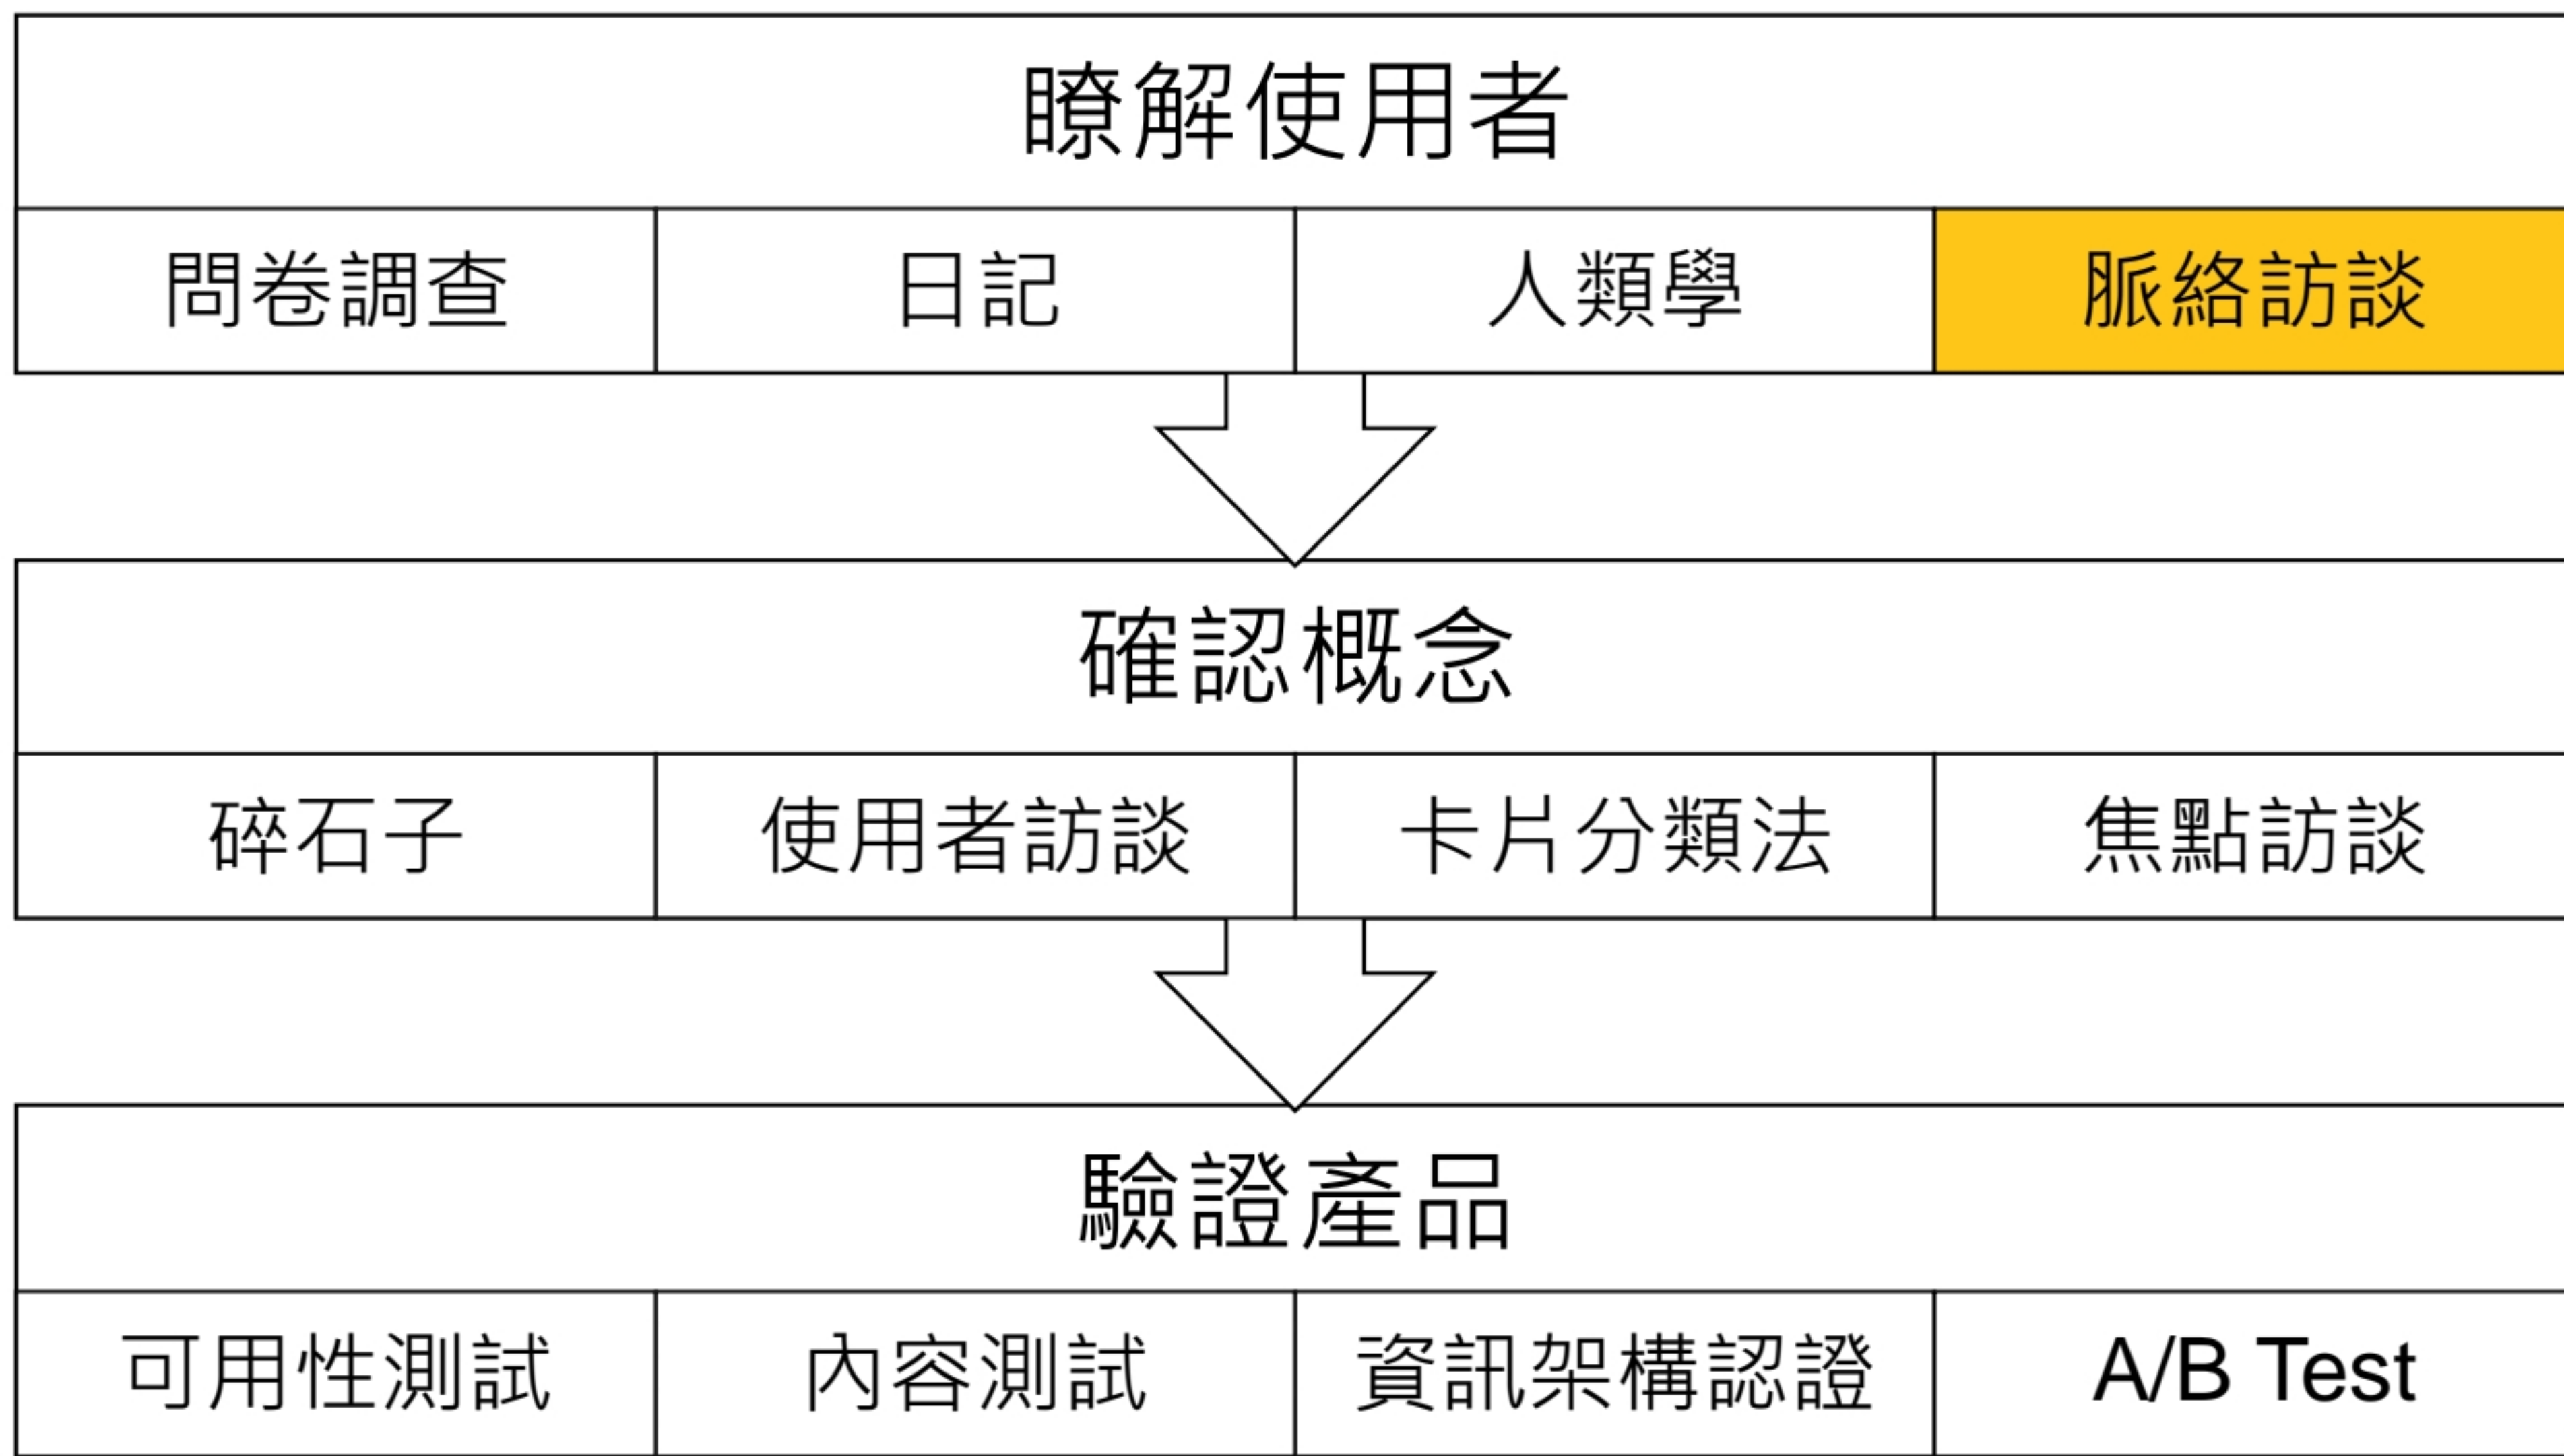 瞭解使用者
問卷調查 日記 人類學 脈絡訪談
確認概念
碎石子 使用者訪談 卡片分類法 焦點訪談
驗證產品
可用性測試 內容測試 資訊架構認證 A/B Test